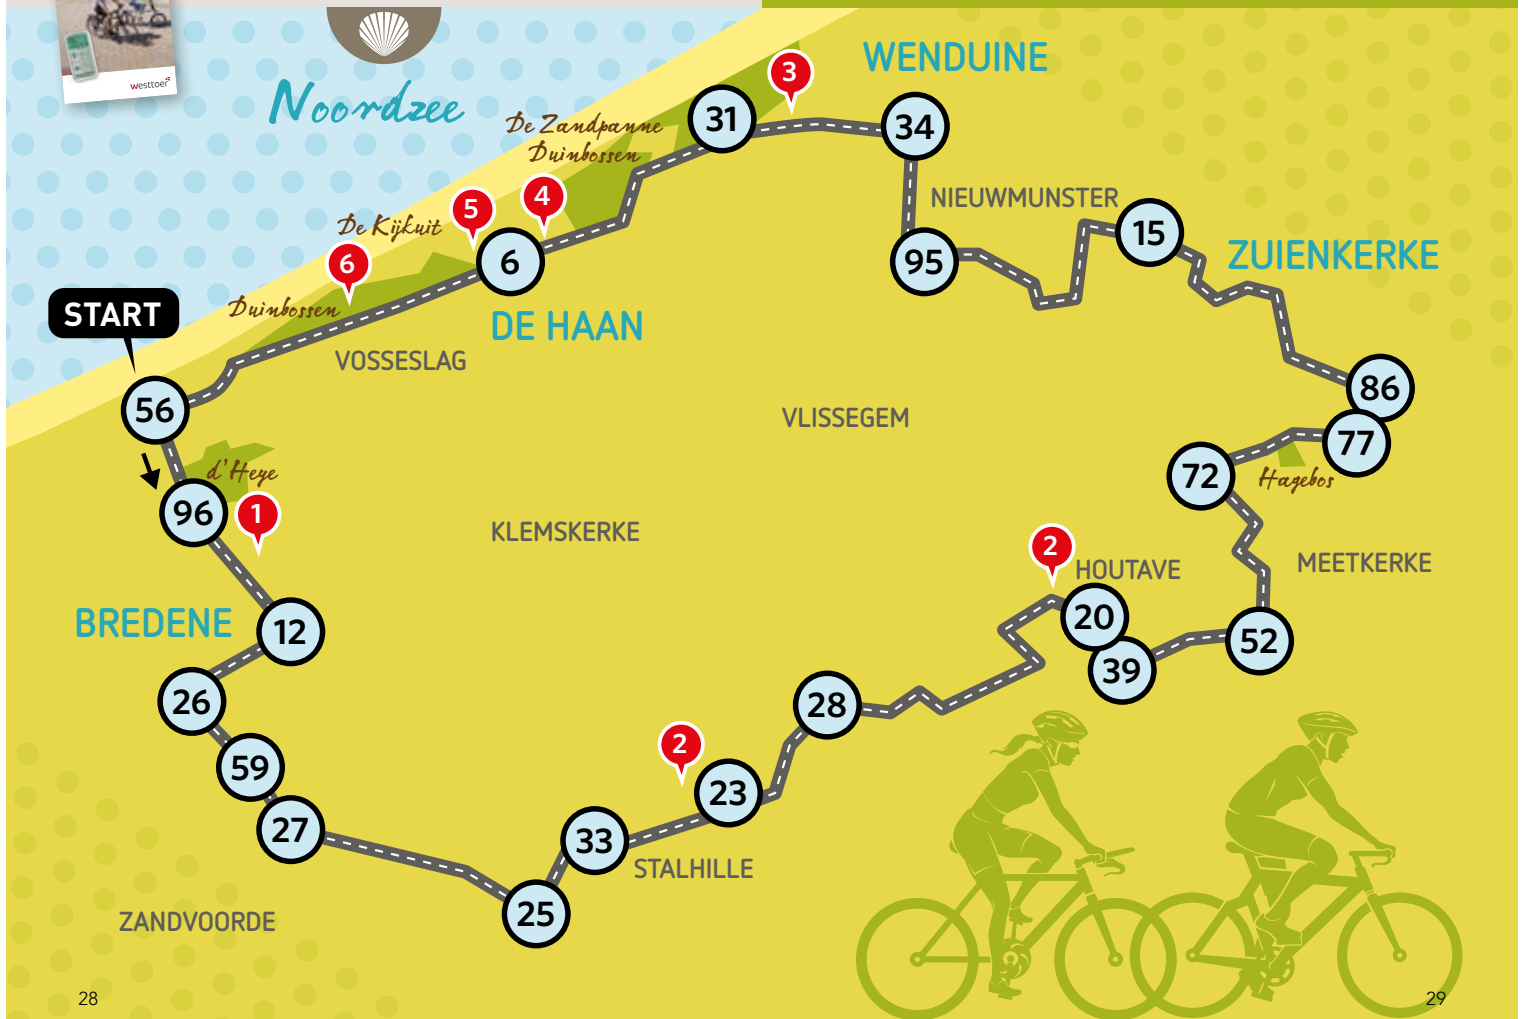 westtoer
Noordzee
WENDUINE
3
31
34
De Zandpanne
Duinbossen
NIEUWMUNSTER
4
5
De Kijkuit
15
6
95
6
ZUIENKERKE
START
Duinbossen
DE HAAN
VOSSESLAG
86
56
VLISSEGEM
77
d'Heye
72
Hagebos
96
1
KLEMSKERKE
2
HOUTAVE
MEETKERKE
BREDENE
12
20
52
39
26
28
2
59
23
27
33
STALHILLE
25
ZANDVOORDE
28
29